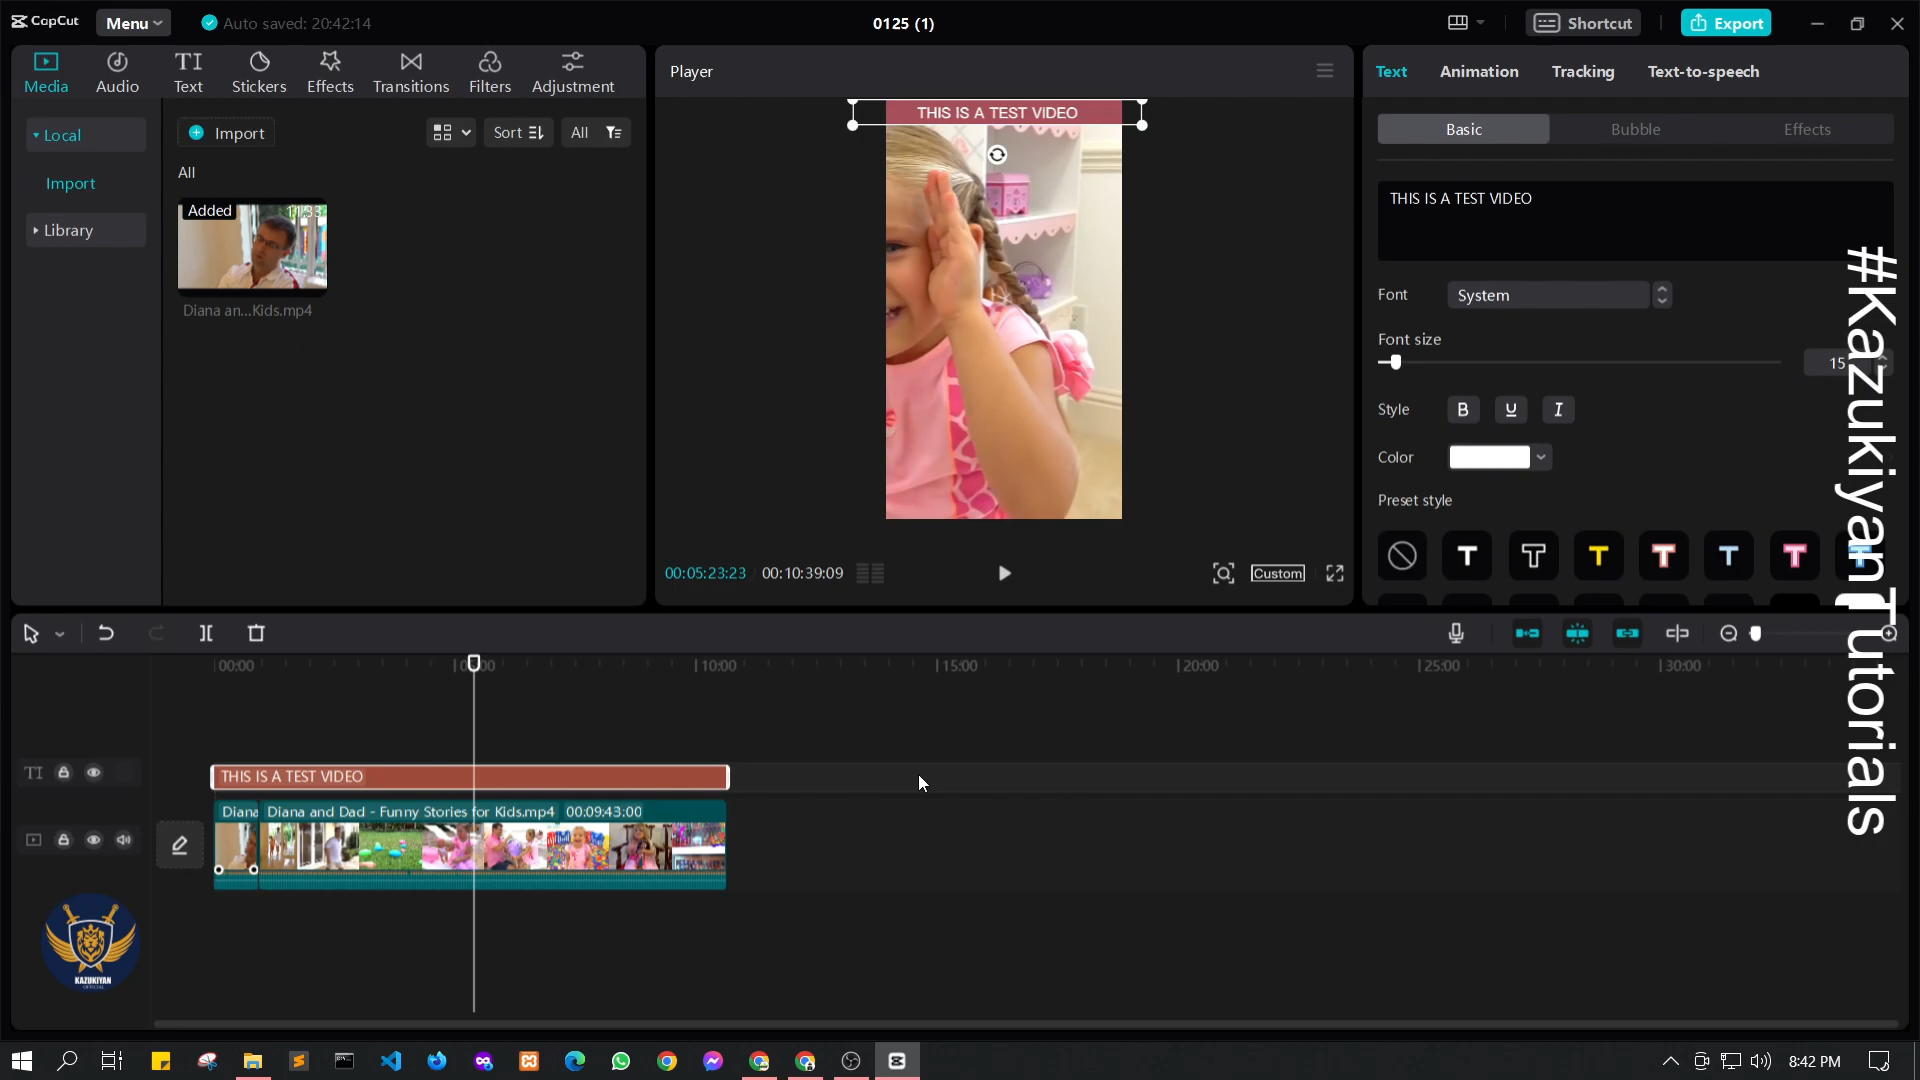 CapCut
Menu
Auto saved: 20:42:14
0125 (1)
Shortcut
Export
Media
Audio
Text
Stickers
Effects
Transitions
Filters
Adjustment
Local
Import
Library
Import
Sort
All
All
Added
11:33
Diana an...Kids.mp4
Player
THIS IS A TEST VIDEO
00:05:23:23
00:10:39:09
Custom
Text
Animation
Tracking
Text-to-speech
Basic
Bubble
Effects
THIS IS A TEST VIDEO
Font
System
Font size
15
Style
B
U
I
Color
Preset style
#KazukiyanTutorials
00:00
10:00
15:00
20:00
25:00
30:00
TI
THIS IS A TEST VIDEO
Diana
Diana and Dad - Funny Stories for Kids.mp4 00:09:43:00
KAZUKIYAN
OFFICIAL
8:42 PM